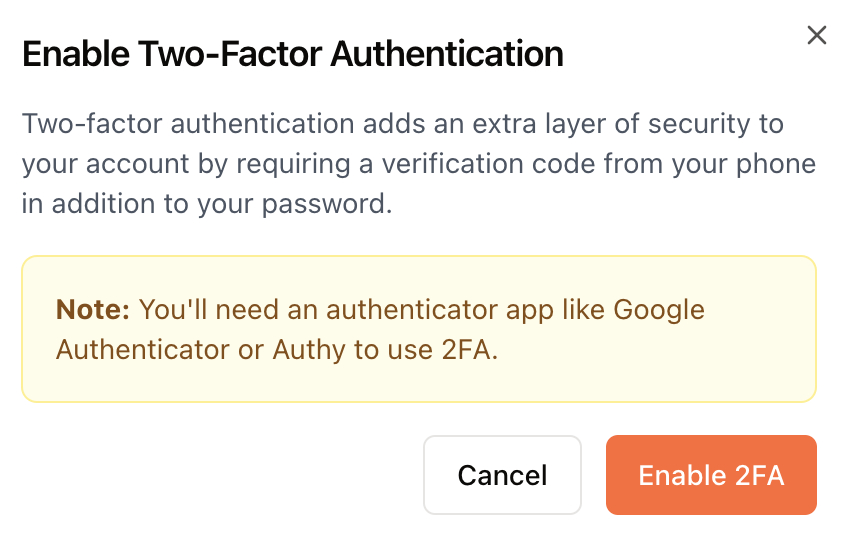 Enable Two-Factor Authentication
Two-factor authentication adds an extra layer of security to
your account by requiring a verification code from your phone
in addition to your password.
Note: You'll need an authenticator app like Google
Authenticator or Authy to use 2FA.
Cancel
Enable 2FA